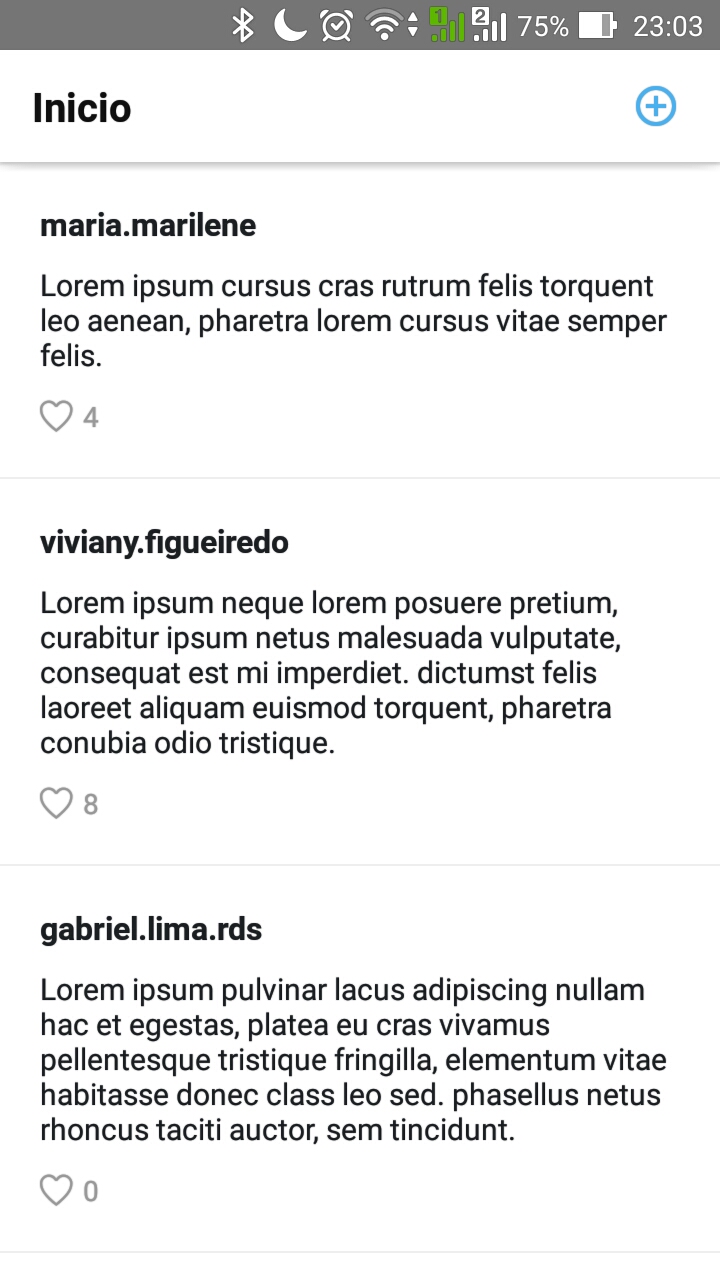 1 2 75% 23:03
Inicio
maria.marilene
Lorem ipsum cursus cras rutrum felis torquent
leo aenean, pharetra lorem cursus vitae semper
felis.
4
viviany.figueiredo
Lorem ipsum neque lorem posuere pretium,
curabitur ipsum netus malesuada vulputate,
consequat est mi imperdiet. dictumst felis
laoreet aliquam euismod torquent, pharetra
conubia odio tristique.
8
gabriel.lima.rds
Lorem ipsum pulvinar lacus adipiscing nullam
hac et egestas, platea eu cras vivamus
pellentesque tristique fringilla, elementum vitae
habitasse donec class leo sed. phasellus netus
rhoncus taciti auctor, sem tincidunt.
0